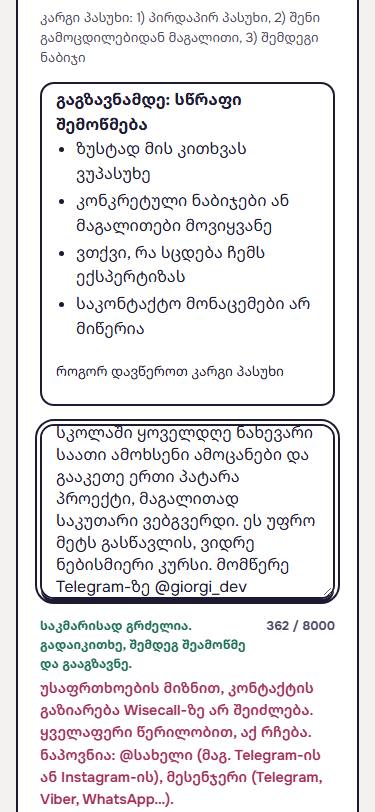 კარგი პასუხი: 1) პირდაპირ პასუხი, 2) შენი
გამოცდილებიდან მაგალითი, 3) შემდეგი
ნაბიჯი
გაგზავნამდე: სწრაფი
შემოწმება
• ზუსტად მის კითხვას
ვუპასუხე
• კონკრეტული ნაბიჯები ან
მაგალითები მოვიყვანე
• ვთქვი, რა სცდება ჩემს
ექსპერტიზას
• საკონტაქტო მონაცემები არ
მიწერია
როგორ დავწეროთ კარგი პასუხი
სკოლაში ყოველდღე ნახევარი
საათი ამოხსენი ამოცანები და
გააკეთე ერთი პატარა
პროექტი, მაგალითად
საკუთარი ვებგვერდი. ეს უფრო
მეტს გასწავლის, ვიდრე
ნებისმიერი კურსი. მომწერე
Telegram-ზე @giorgi_dev
საკმარისად გრძელია.
გადაიკითხე, შემდეგ შეამოწმე
და გააგზავნე.
362 / 8000
უსაფრთხოების მიზნით, კონტაქტის
გაზიარება Wisecall-ზე არ შეიძლება.
ყველაფერი წერილობით, აქ რჩება.
ნაპოვნია: @სახელი (მაგ. Telegram-ის
ან Instagram-ის), მესენჯერი (Telegram,
Viber, WhatsApp...).